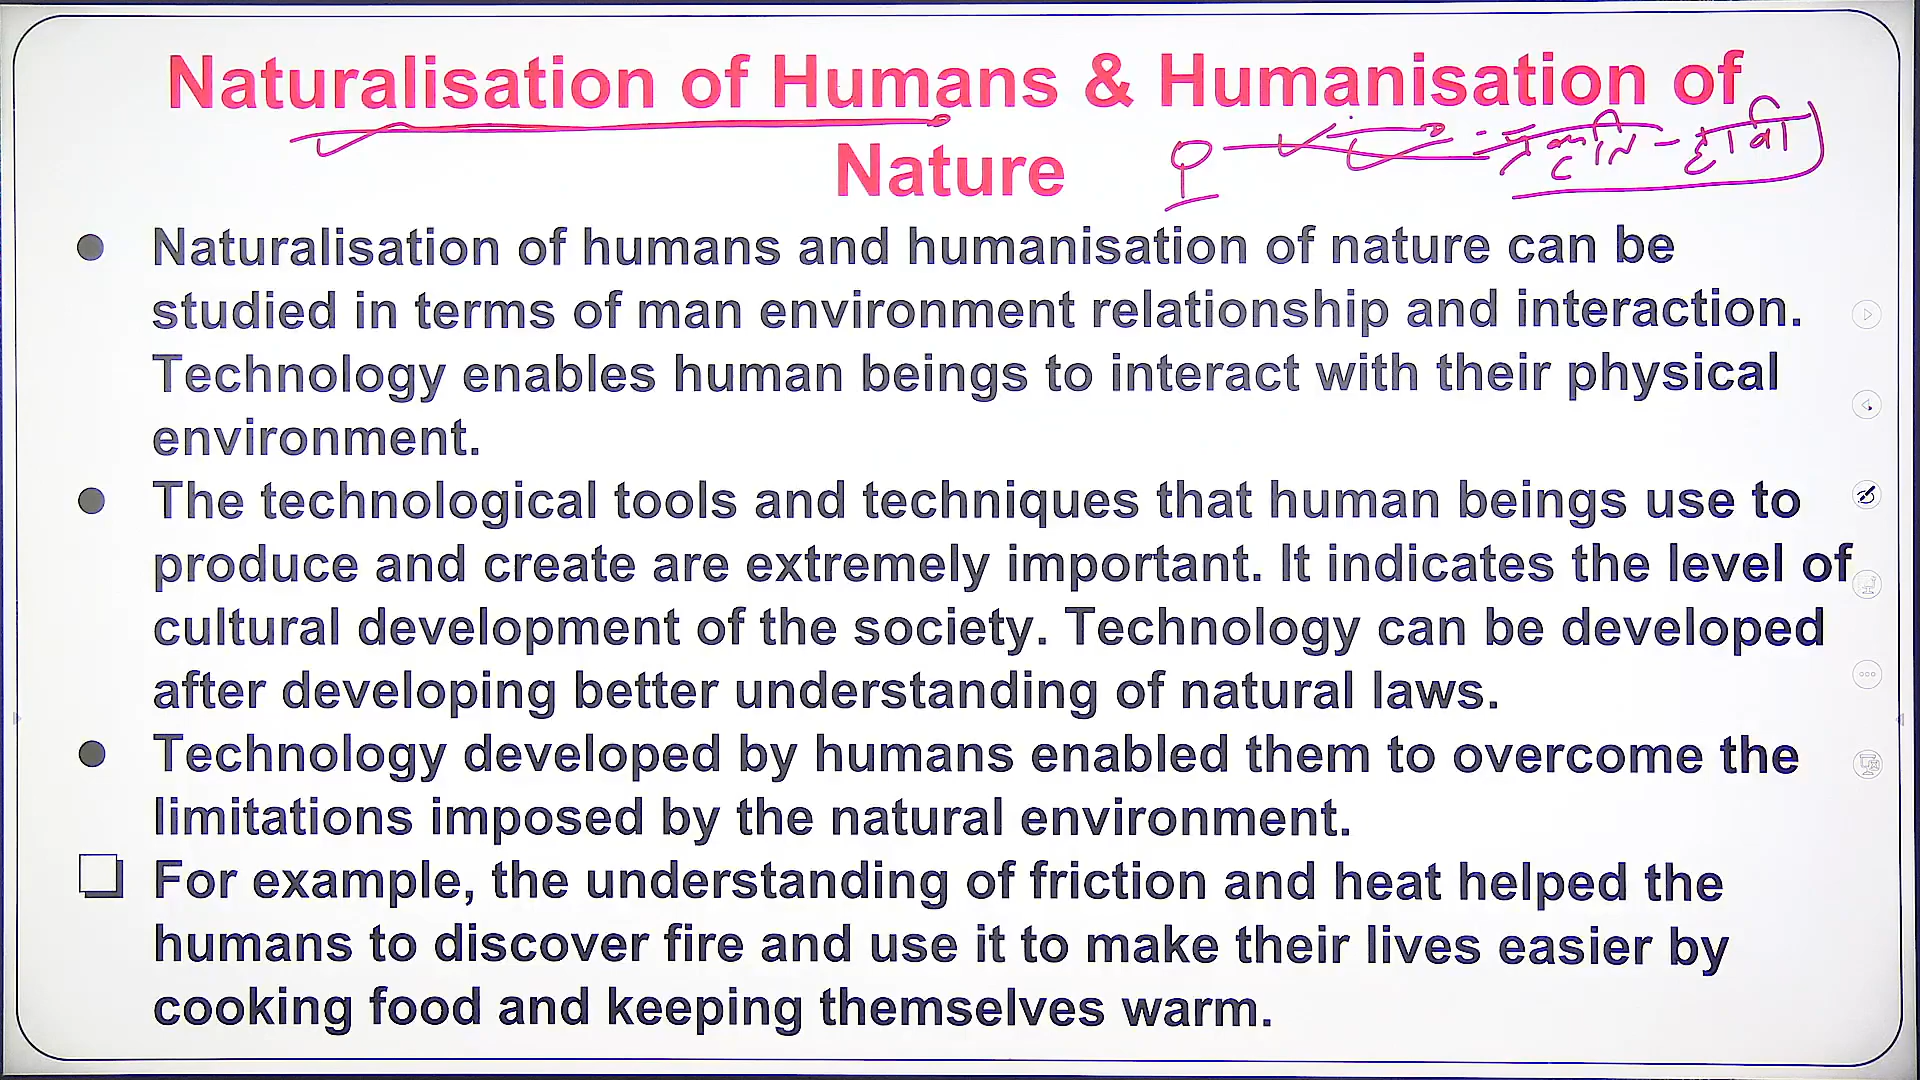 Naturalisation of Humans & Humanisation of
Nature
प्रकृति - हावी
● Naturalisation of humans and humanisation of nature can be
studied in terms of man environment relationship and interaction.
Technology enables human beings to interact with their physical
environment.
● The technological tools and techniques that human beings use to
produce and create are extremely important. It indicates the level of
cultural development of the society. Technology can be developed
after developing better understanding of natural laws.
● Technology developed by humans enabled them to overcome the
limitations imposed by the natural environment.
❑ For example, the understanding of friction and heat helped the
humans to discover fire and use it to make their lives easier by
cooking food and keeping themselves warm.